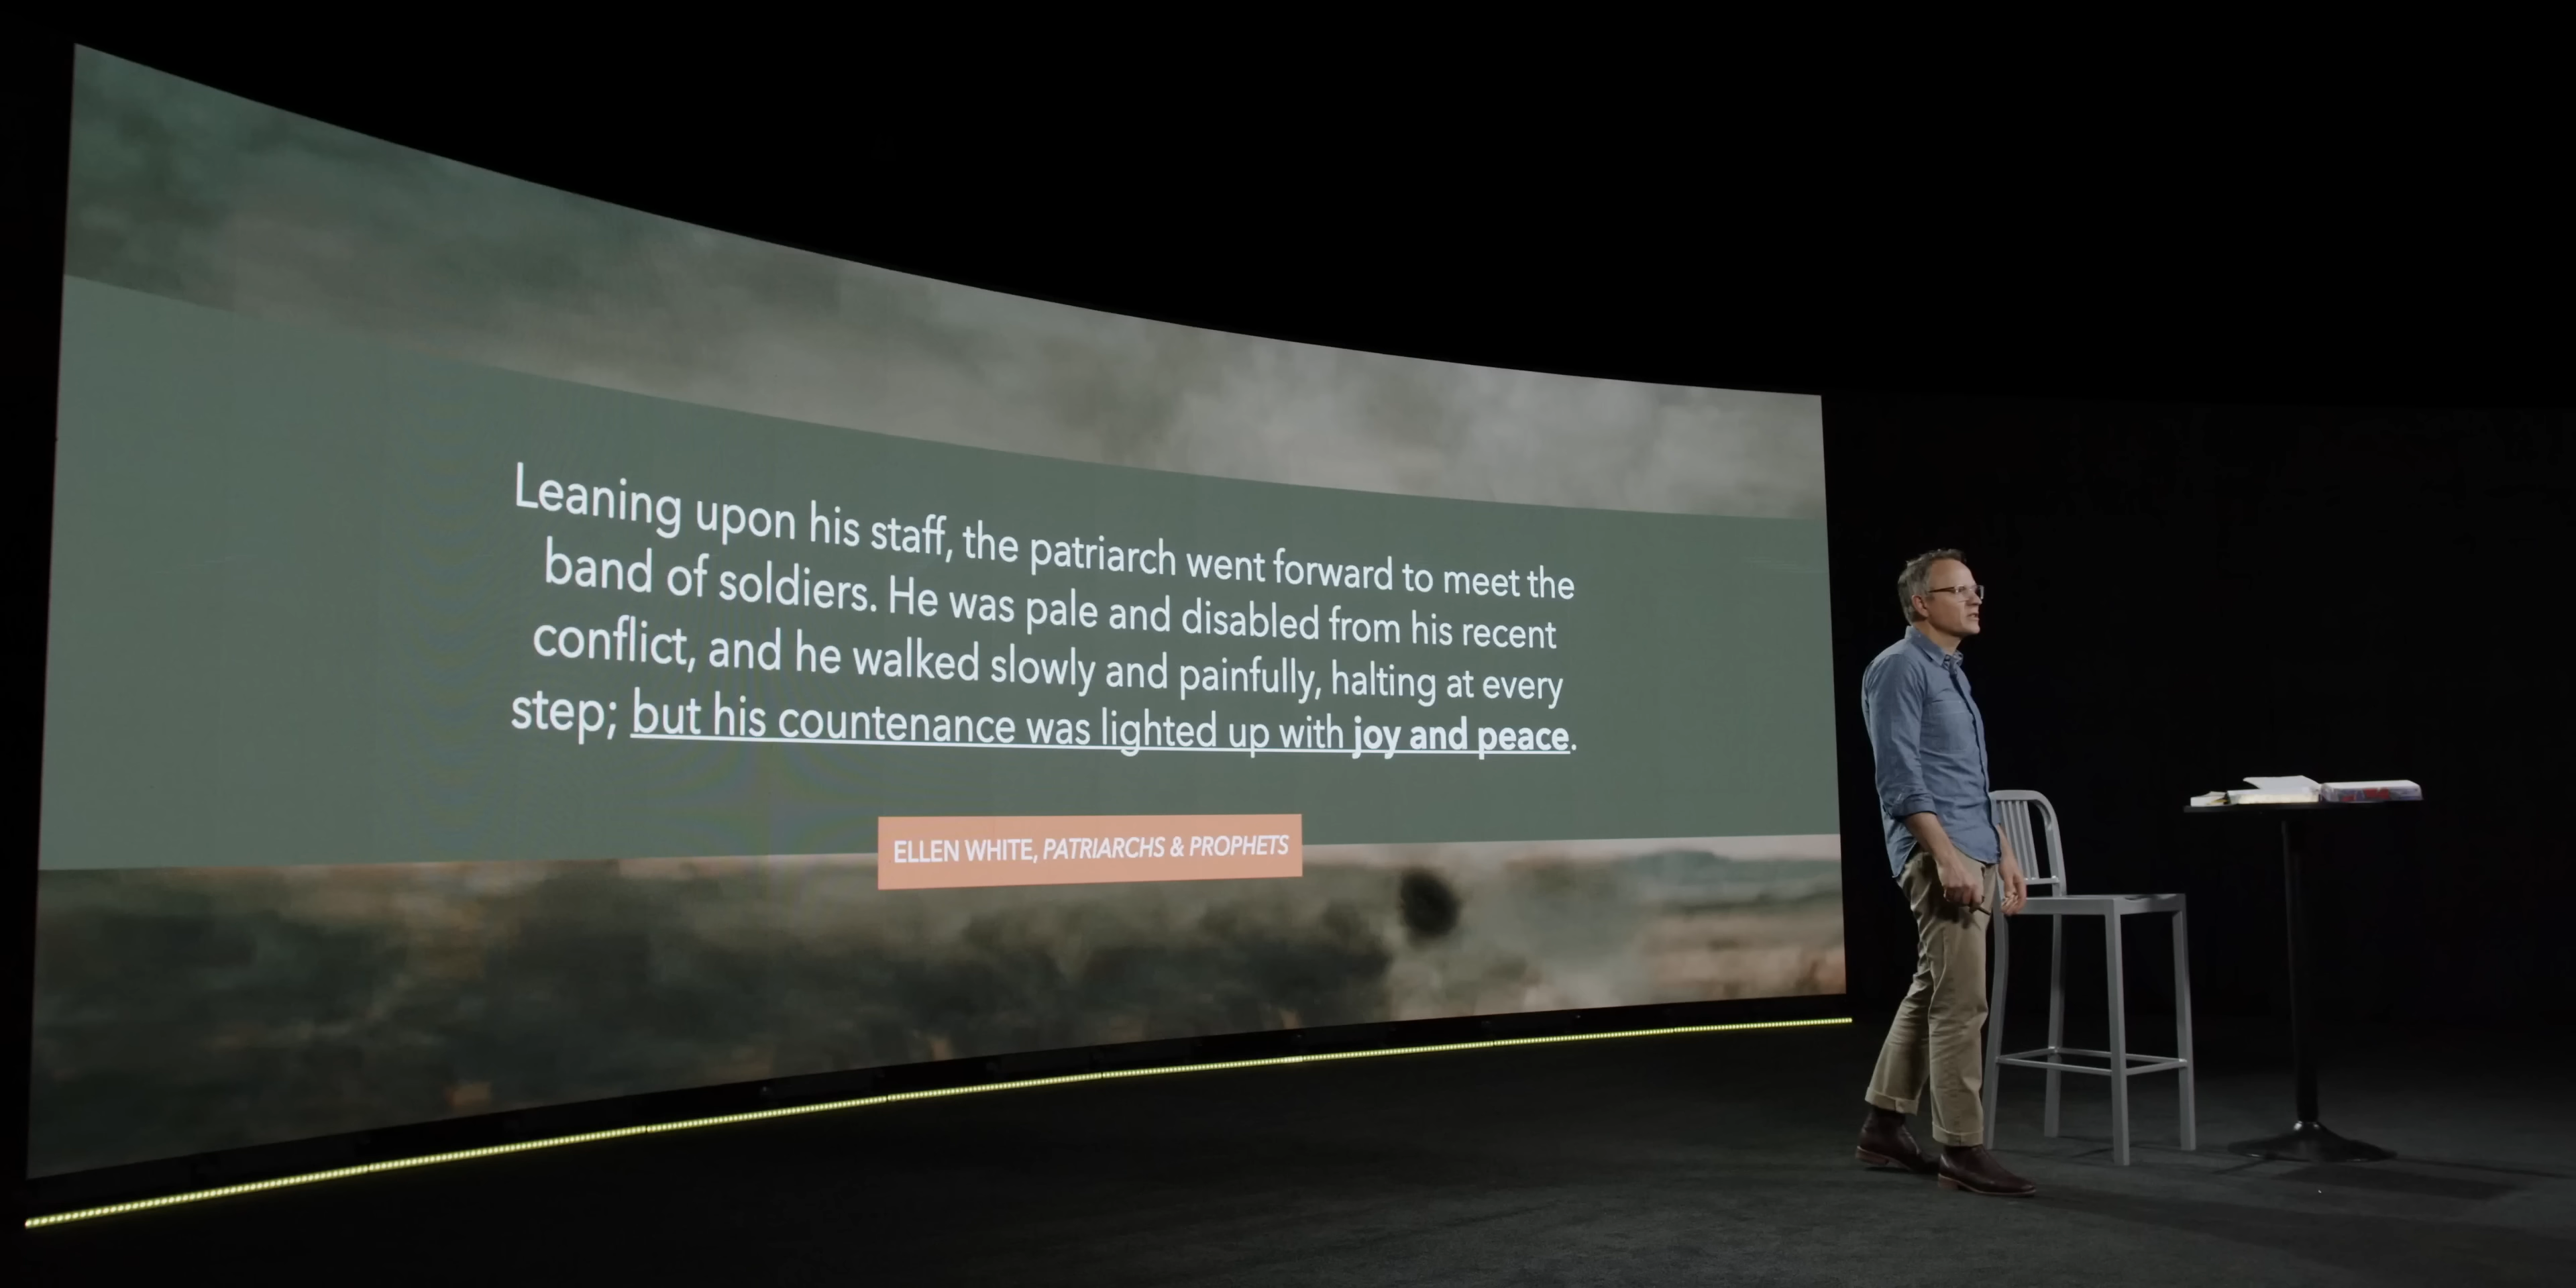 Leaning upon his staff, the patriarch went forward to meet the
band of soldiers. He was pale and disabled from his recent
conflict, and he walked slowly and painfully, halting at every
step; but his countenance was lighted up with joy and peace.
ELLEN WHITE, PATRIARCHS & PROPHETS